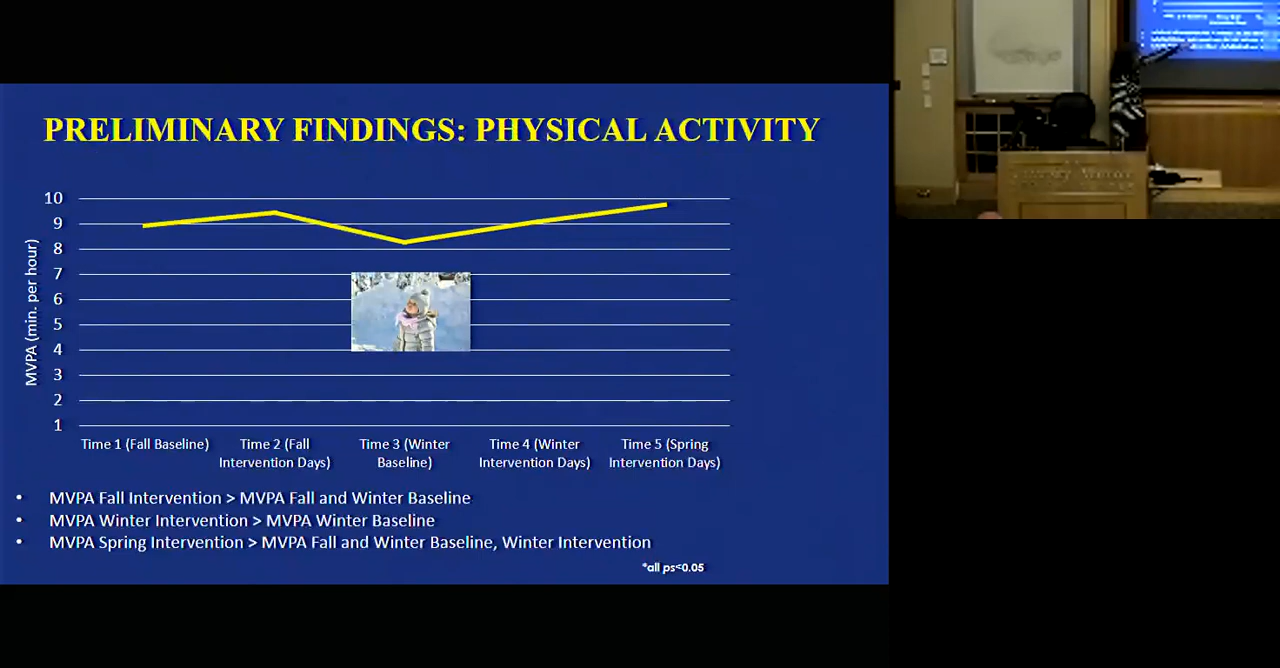 PRELIMINARY FINDINGS: PHYSICAL ACTIVITY
MVPA (min. per hour)
10
9
8
7
6
5
4
3
2
1
Time 1 (Fall Baseline)
Time 2 (Fall
Intervention Days)
Time 3 (Winter
Baseline)
Time 4 (Winter
Intervention Days)
Time 5 (Spring
Intervention Days)
• MVPA Fall Intervention > MVPA Fall and Winter Baseline
• MVPA Winter Intervention > MVPA Winter Baseline
• MVPA Spring Intervention > MVPA Fall and Winter Baseline, Winter Intervention
*all ps<0.05